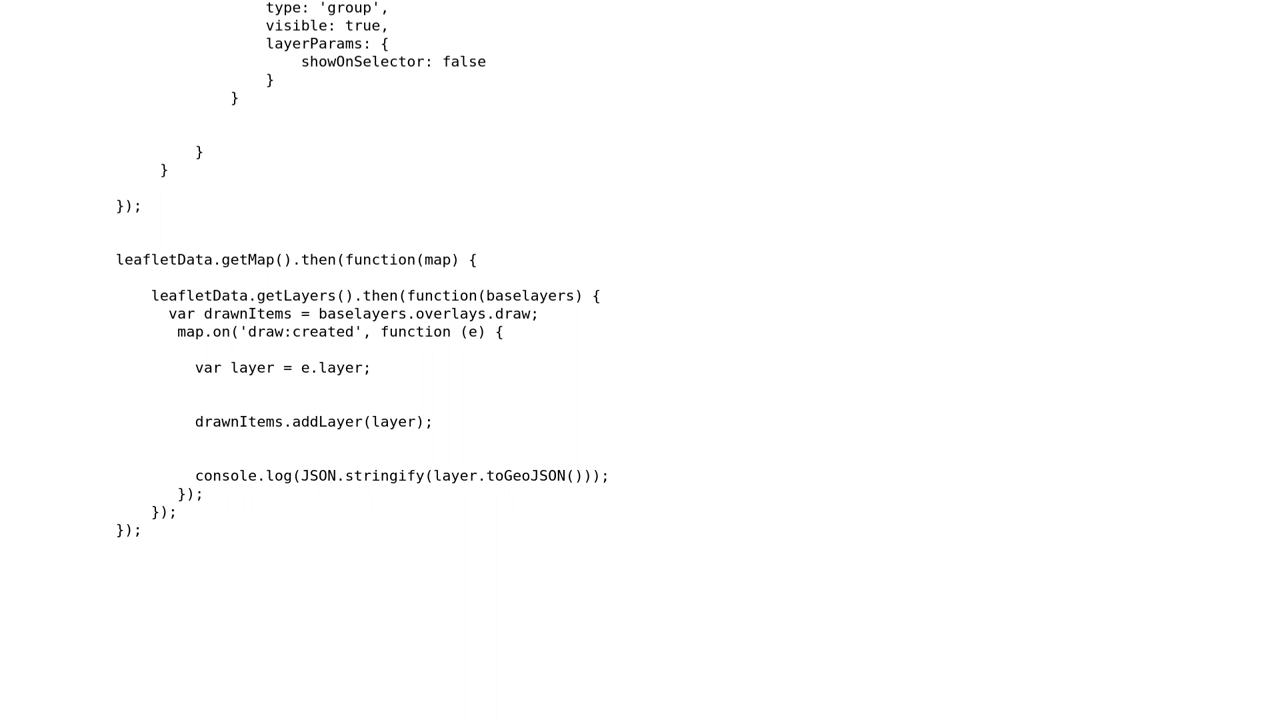 type: 'group',
visible: true,
layerParams: {
showOnSelector: false
}
}
}
}
});
leafletData.getMap().then(function(map) {
leafletData.getLayers().then(function(baselayers) {
var drawnItems = baselayers.overlays.draw;
map.on('draw:created', function (e) {
var layer = e.layer;
drawnItems.addLayer(layer);
console.log(JSON.stringify(layer.toGeoJSON()));
});
});
});